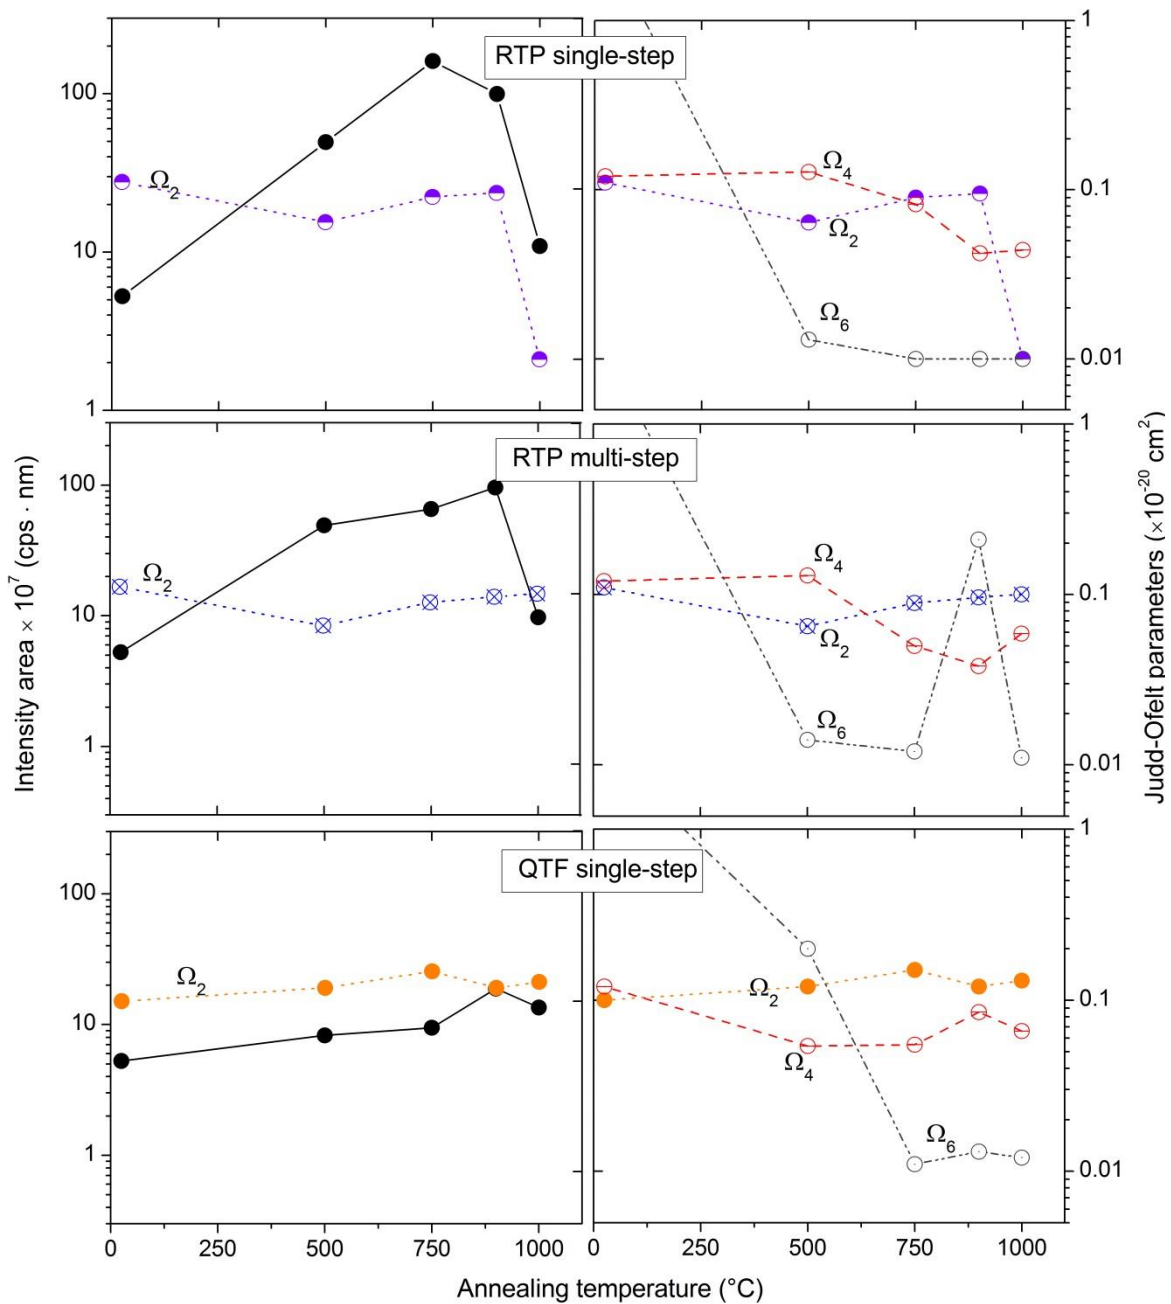 RTP single-step
100
10
1
Ω2
1
0.1
0.01
Ω4
Ω2
Ω6
RTP multi-step
100
10
1
Ω2
1
0.1
0.01
Ω4
Ω2
Ω6
QTF single-step
100
10
1
Ω2
1
0.1
0.01
Ω2
Ω4
Ω6
0 250 500 750 1000
0 250 500 750 1000
Annealing temperature (°C)
Intensity area × 10^7 (cps · nm)
Judd-Ofelt parameters (×10^-20 cm^2)